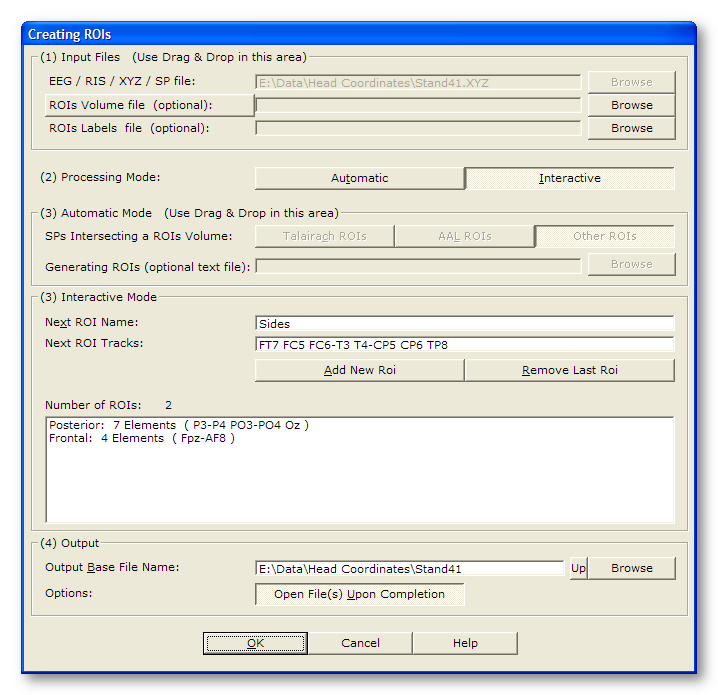 Creating ROIs
(1) Input Files   (Use Drag & Drop in this area)
EEG / RIS / XYZ / SP file: E:\Data\Head Coordinates\Stand41.XYZ Browse
ROIs Volume file  (optional): Browse
ROIs Labels  file  (optional): Browse
(2) Processing Mode: Automatic Interactive
(3) Automatic Mode   (Use Drag & Drop in this area)
SPs Intersecting a ROIs Volume: Talairach ROIs AAL ROIs Other ROIs
Generating ROIs (optional text file): Browse
(3) Interactive Mode
Next ROI Name: Sides
Next ROI Tracks: FT7 FC5 FC6-T3 T4-CP5 CP6 TP8
Add New Roi Remove Last Roi
Number of ROIs: 2
Posterior:  7 Elements  ( P3-P4 PO3-PO4 Oz )
Frontal:  4 Elements  ( Fpz-AF8 )
(4) Output
Output Base File Name: E:\Data\Head Coordinates\Stand41 Up Browse
Options: Open File(s) Upon Completion
OK Cancel Help